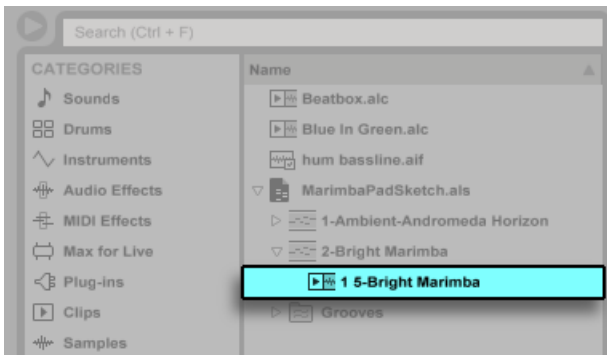 Search (Ctrl + F)
CATEGORIES
Sounds
Drums
Instruments
Audio Effects
MIDI Effects
Max for Live
Plug-ins
Clips
Samples
Name
Beatbox.alc
Blue In Green.alc
hum bassline.aif
MarimbaPadSketch.als
1-Ambient-Andromeda Horizon
2-Bright Marimba
1 5-Bright Marimba
Grooves